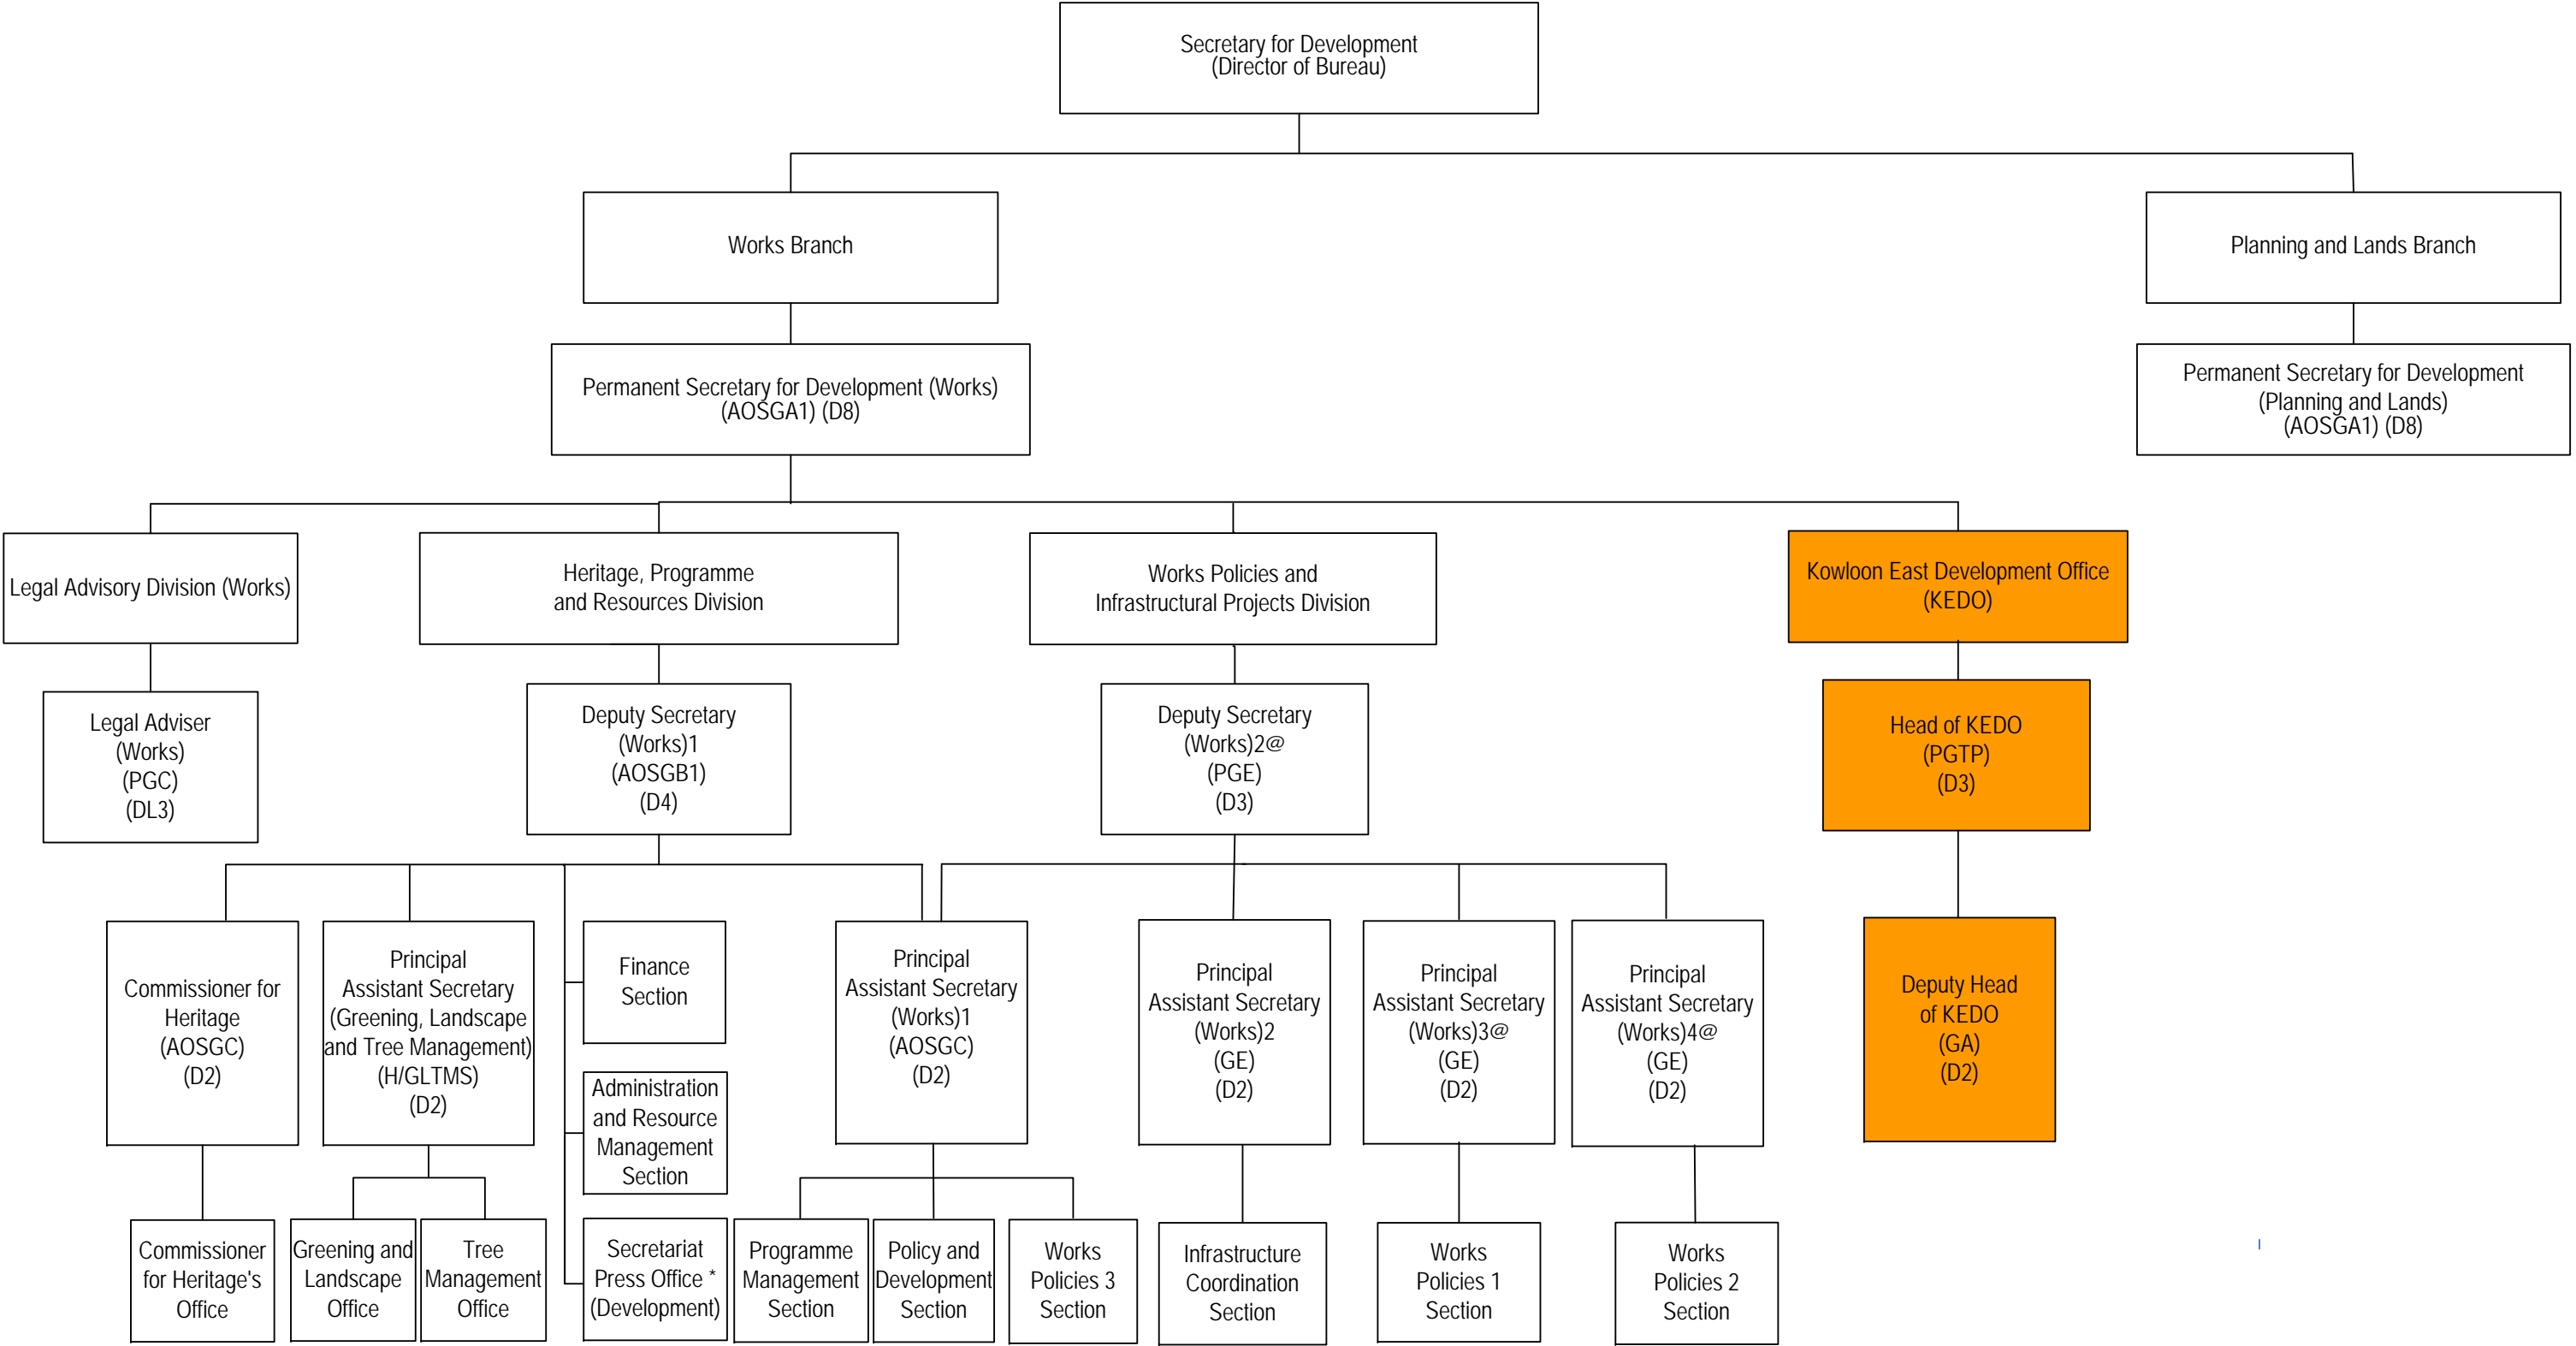 Secretary for Development
(Director of Bureau)
Works Branch
Planning and Lands Branch
Permanent Secretary for Development (Works)
(AOSGA1) (D8)
Permanent Secretary for Development
(Planning and Lands)
(AOSGA1) (D8)
Legal Advisory Division (Works)
Heritage, Programme
and Resources Division
Works Policies and
Infrastructural Projects Division
Kowloon East Development Office
(KEDO)
Legal Adviser
(Works)
(PGC)
(DL3)
Deputy Secretary
(Works)1
(AOSGB1)
(D4)
Deputy Secretary
(Works)2@
(PGE)
(D3)
Head of KEDO
(PGTP)
(D3)
Commissioner for
Heritage
(AOSGC)
(D2)
Principal
Assistant Secretary
(Greening, Landscape
and Tree Management)
(H/GLTMS)
(D2)
Finance
Section
Administration
and Resource
Management
Section
Principal
Assistant Secretary
(Works)1
(AOSGC)
(D2)
Principal
Assistant Secretary
(Works)2
(GE)
(D2)
Principal
Assistant Secretary
(Works)3@
(GE)
(D2)
Principal
Assistant Secretary
(Works)4@
(GE)
(D2)
Deputy Head
of KEDO
(GA)
(D2)
Commissioner
for Heritage's
Office
Greening and
Landscape
Office
Tree
Management
Office
Secretariat
Press Office *
(Development)
Programme
Management
Section
Policy and
Development
Section
Works
Policies 3
Section
Infrastructure
Coordination
Section
Works
Policies 1
Section
Works
Policies 2
Section